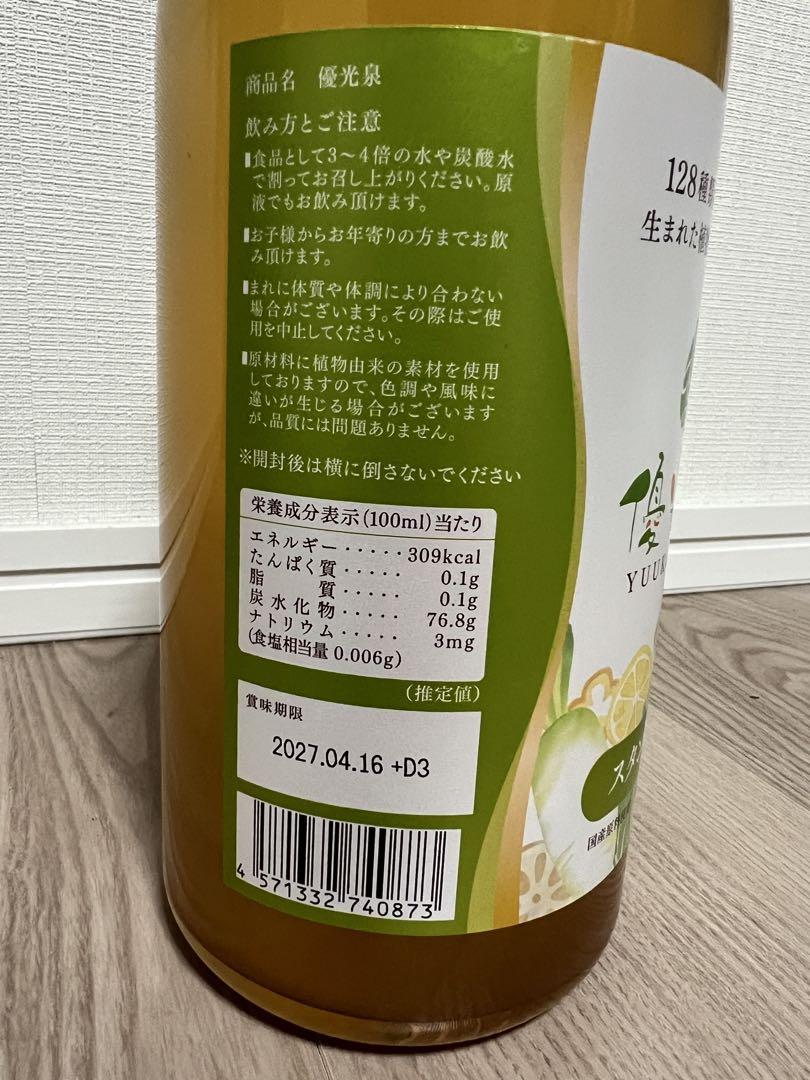 商品名 優光泉
飲み方とご注意
▮食品として3～4倍の水や炭酸水
で割ってお召し上がりください。原
液でもお飲み頂けます。
▮お子様からお年寄りの方までお飲
み頂けます。
▮まれに体質や体調により合わない
場合がございます。その際はご使
用を中止してください。
▮原材料に植物由来の素材を使用
しておりますので、色調や風味に
違いが生じる場合がございます
が、品質には問題ありません。
※開封後は横に倒さないでください
栄養成分表示(100ml)当たり
エネルギー・・・・・309kcal
たんぱく質・・・・・0.1g
脂 質・・・・・0.1g
炭水化物・・・・・76.8g
ナトリウム・・・・・3mg
(食塩相当量 0.006g)
(推定値)
賞味期限
2027.04.16 +D3
4 571332 740873
128種
生まれた
優
YUU
スタン
国産原料